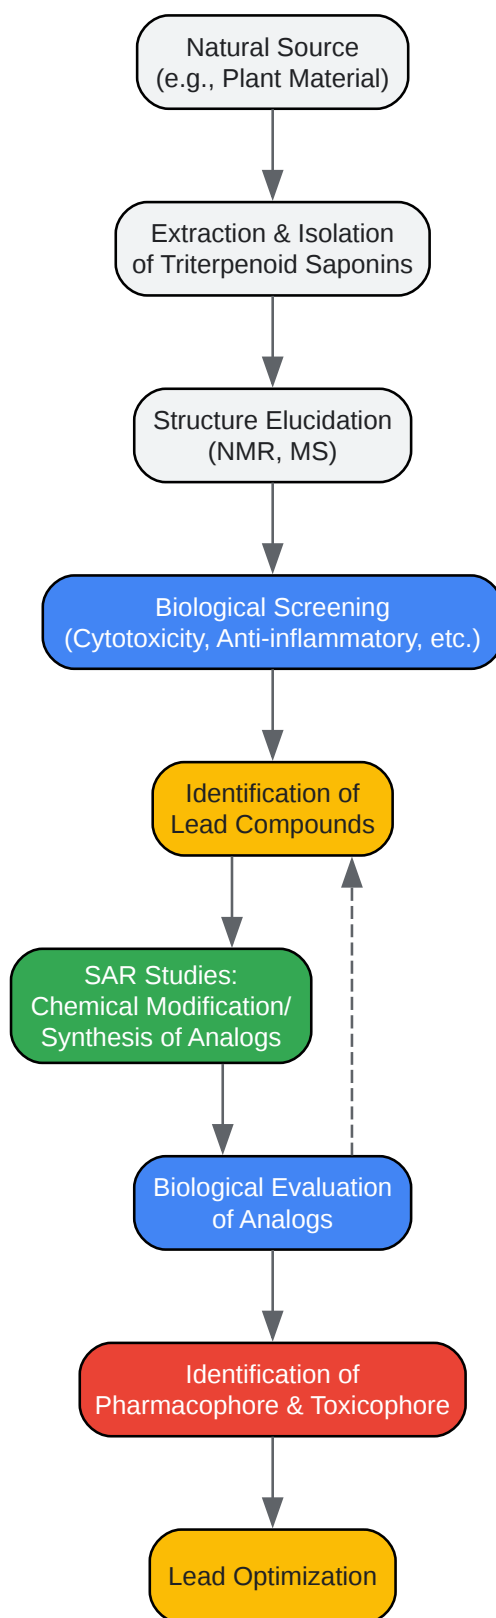 Natural Source
(e.g., Plant Material)
Extraction & Isolation
of Triterpenoid Saponins
Structure Elucidation
(NMR, MS)
Biological Screening
(Cytotoxicity, Anti-inflammatory, etc.)
Identification of
Lead Compounds
SAR Studies:
Chemical Modification/
Synthesis of Analogs
Biological Evaluation
of Analogs
Identification of
Pharmacophore & Toxicophore
Lead Optimization